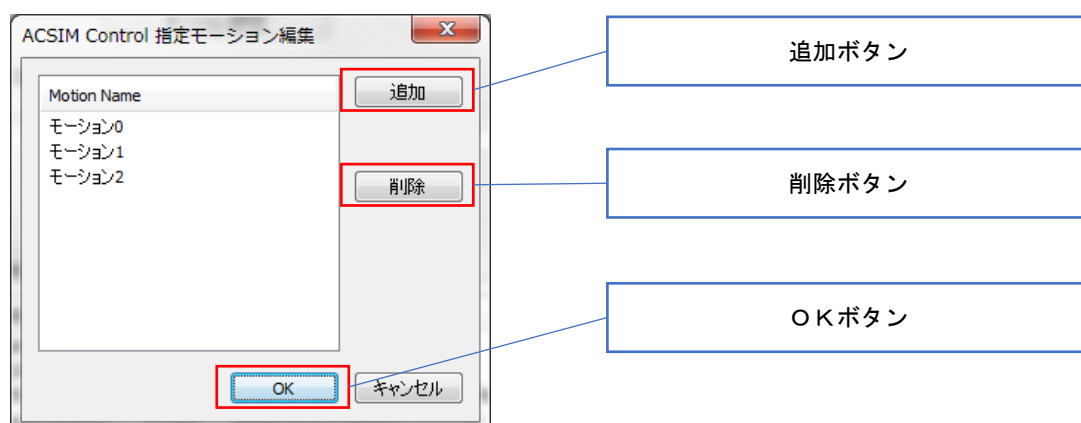 ACSIM Control 指定モーション編集
Motion Name
モーション0
モーション1
モーション2
追加
削除
OK
キャンセル
追加ボタン
削除ボタン
ＯＫボタン